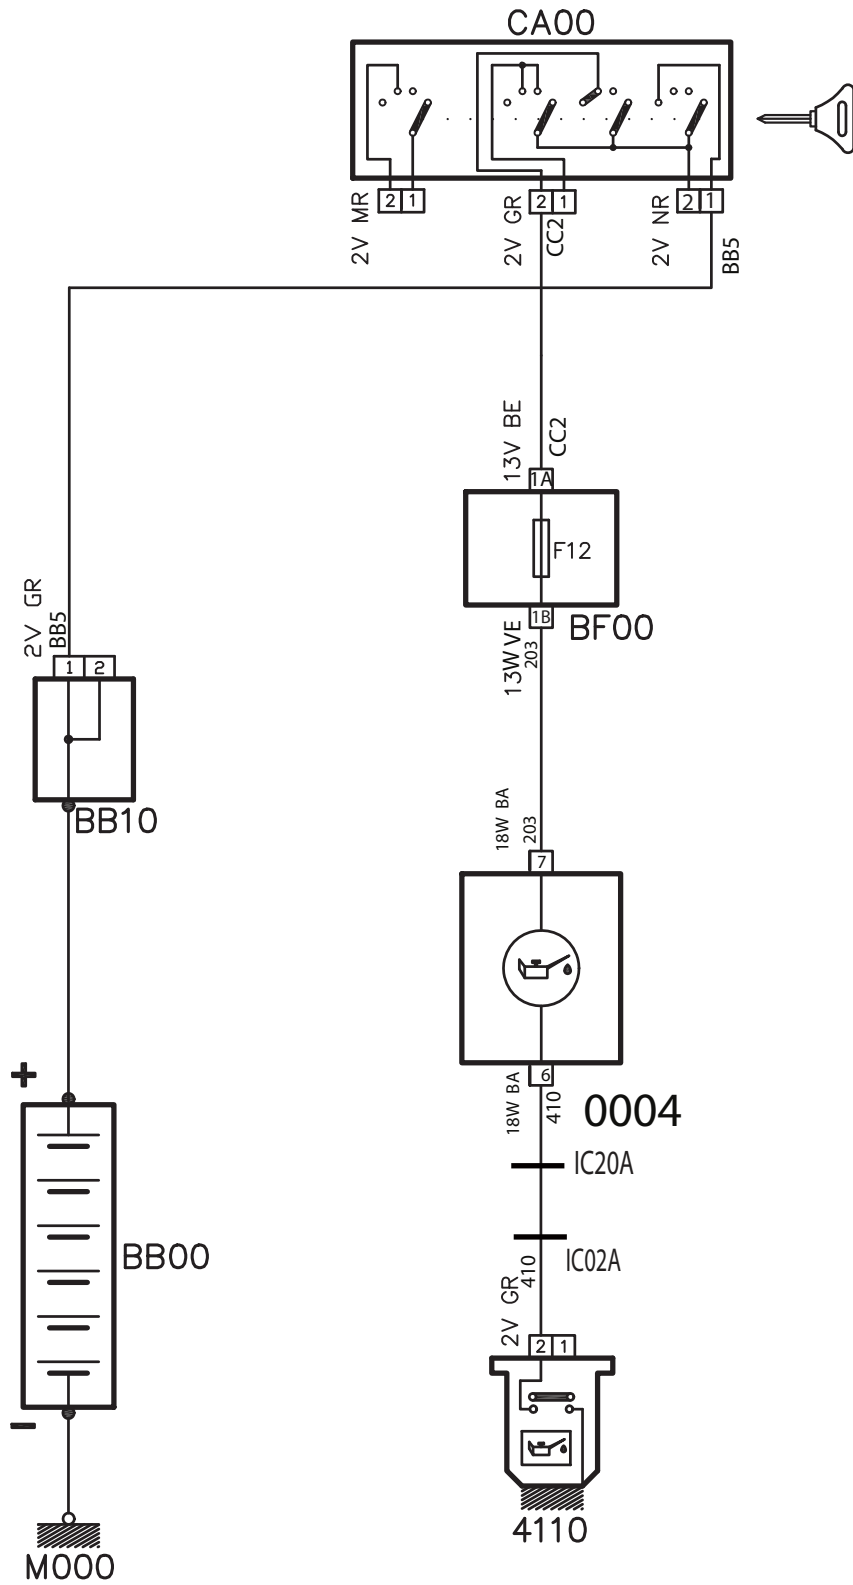 CA00
2 1
2 1
2 1
2V MR
2V GR
CC2
2V NR
BB5
13V BE
CC2
1A
F12
1B
BF00
13W VE
203
2V GR
BB5
1 2
BB10
18W BA
203
7
6
18W BA
410
0004
IC20A
IC02A
410
2V GR
2 1
4110
+
BB00
-
M000